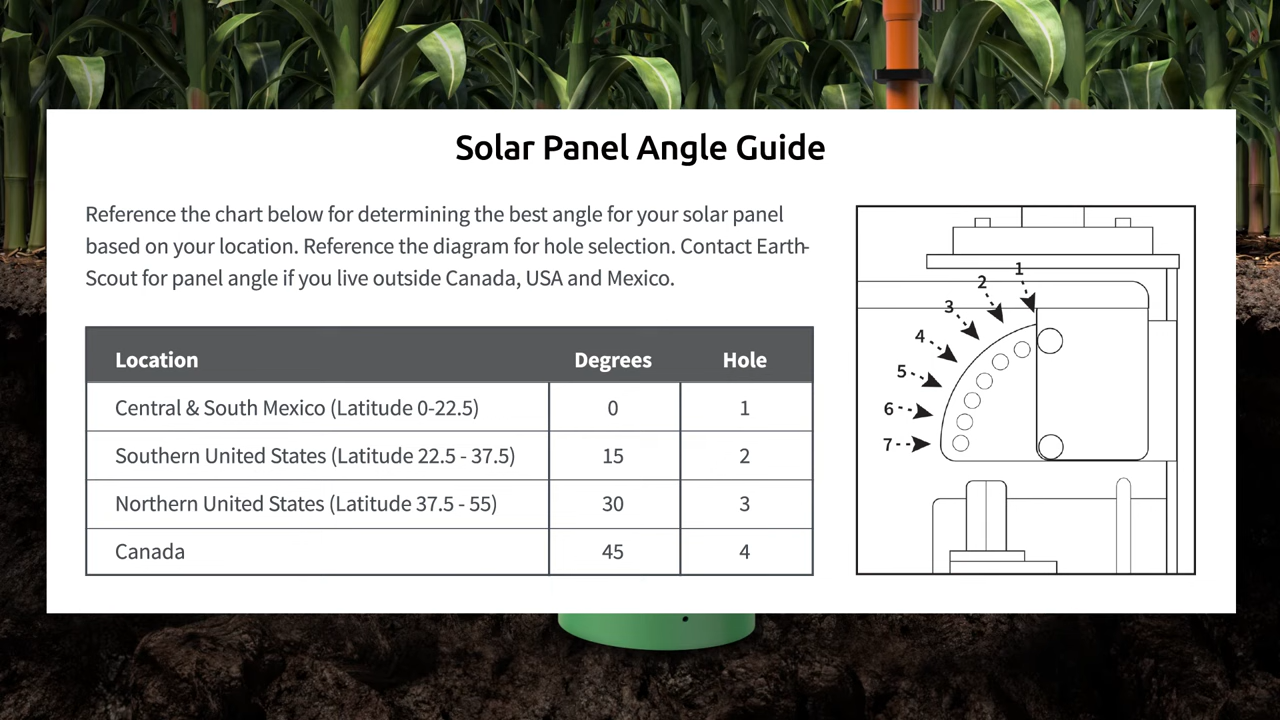 Solar Panel Angle Guide
Reference the chart below for determining the best angle for your solar panel
based on your location. Reference the diagram for hole selection. Contact Earth-
Scout for panel angle if you live outside Canada, USA and Mexico.
Location Degrees Hole
Central & South Mexico (Latitude 0-22.5) 0 1
Southern United States (Latitude 22.5 - 37.5) 15 2
Northern United States (Latitude 37.5 - 55) 30 3
Canada 45 4
1
2
3
4
5
6
7